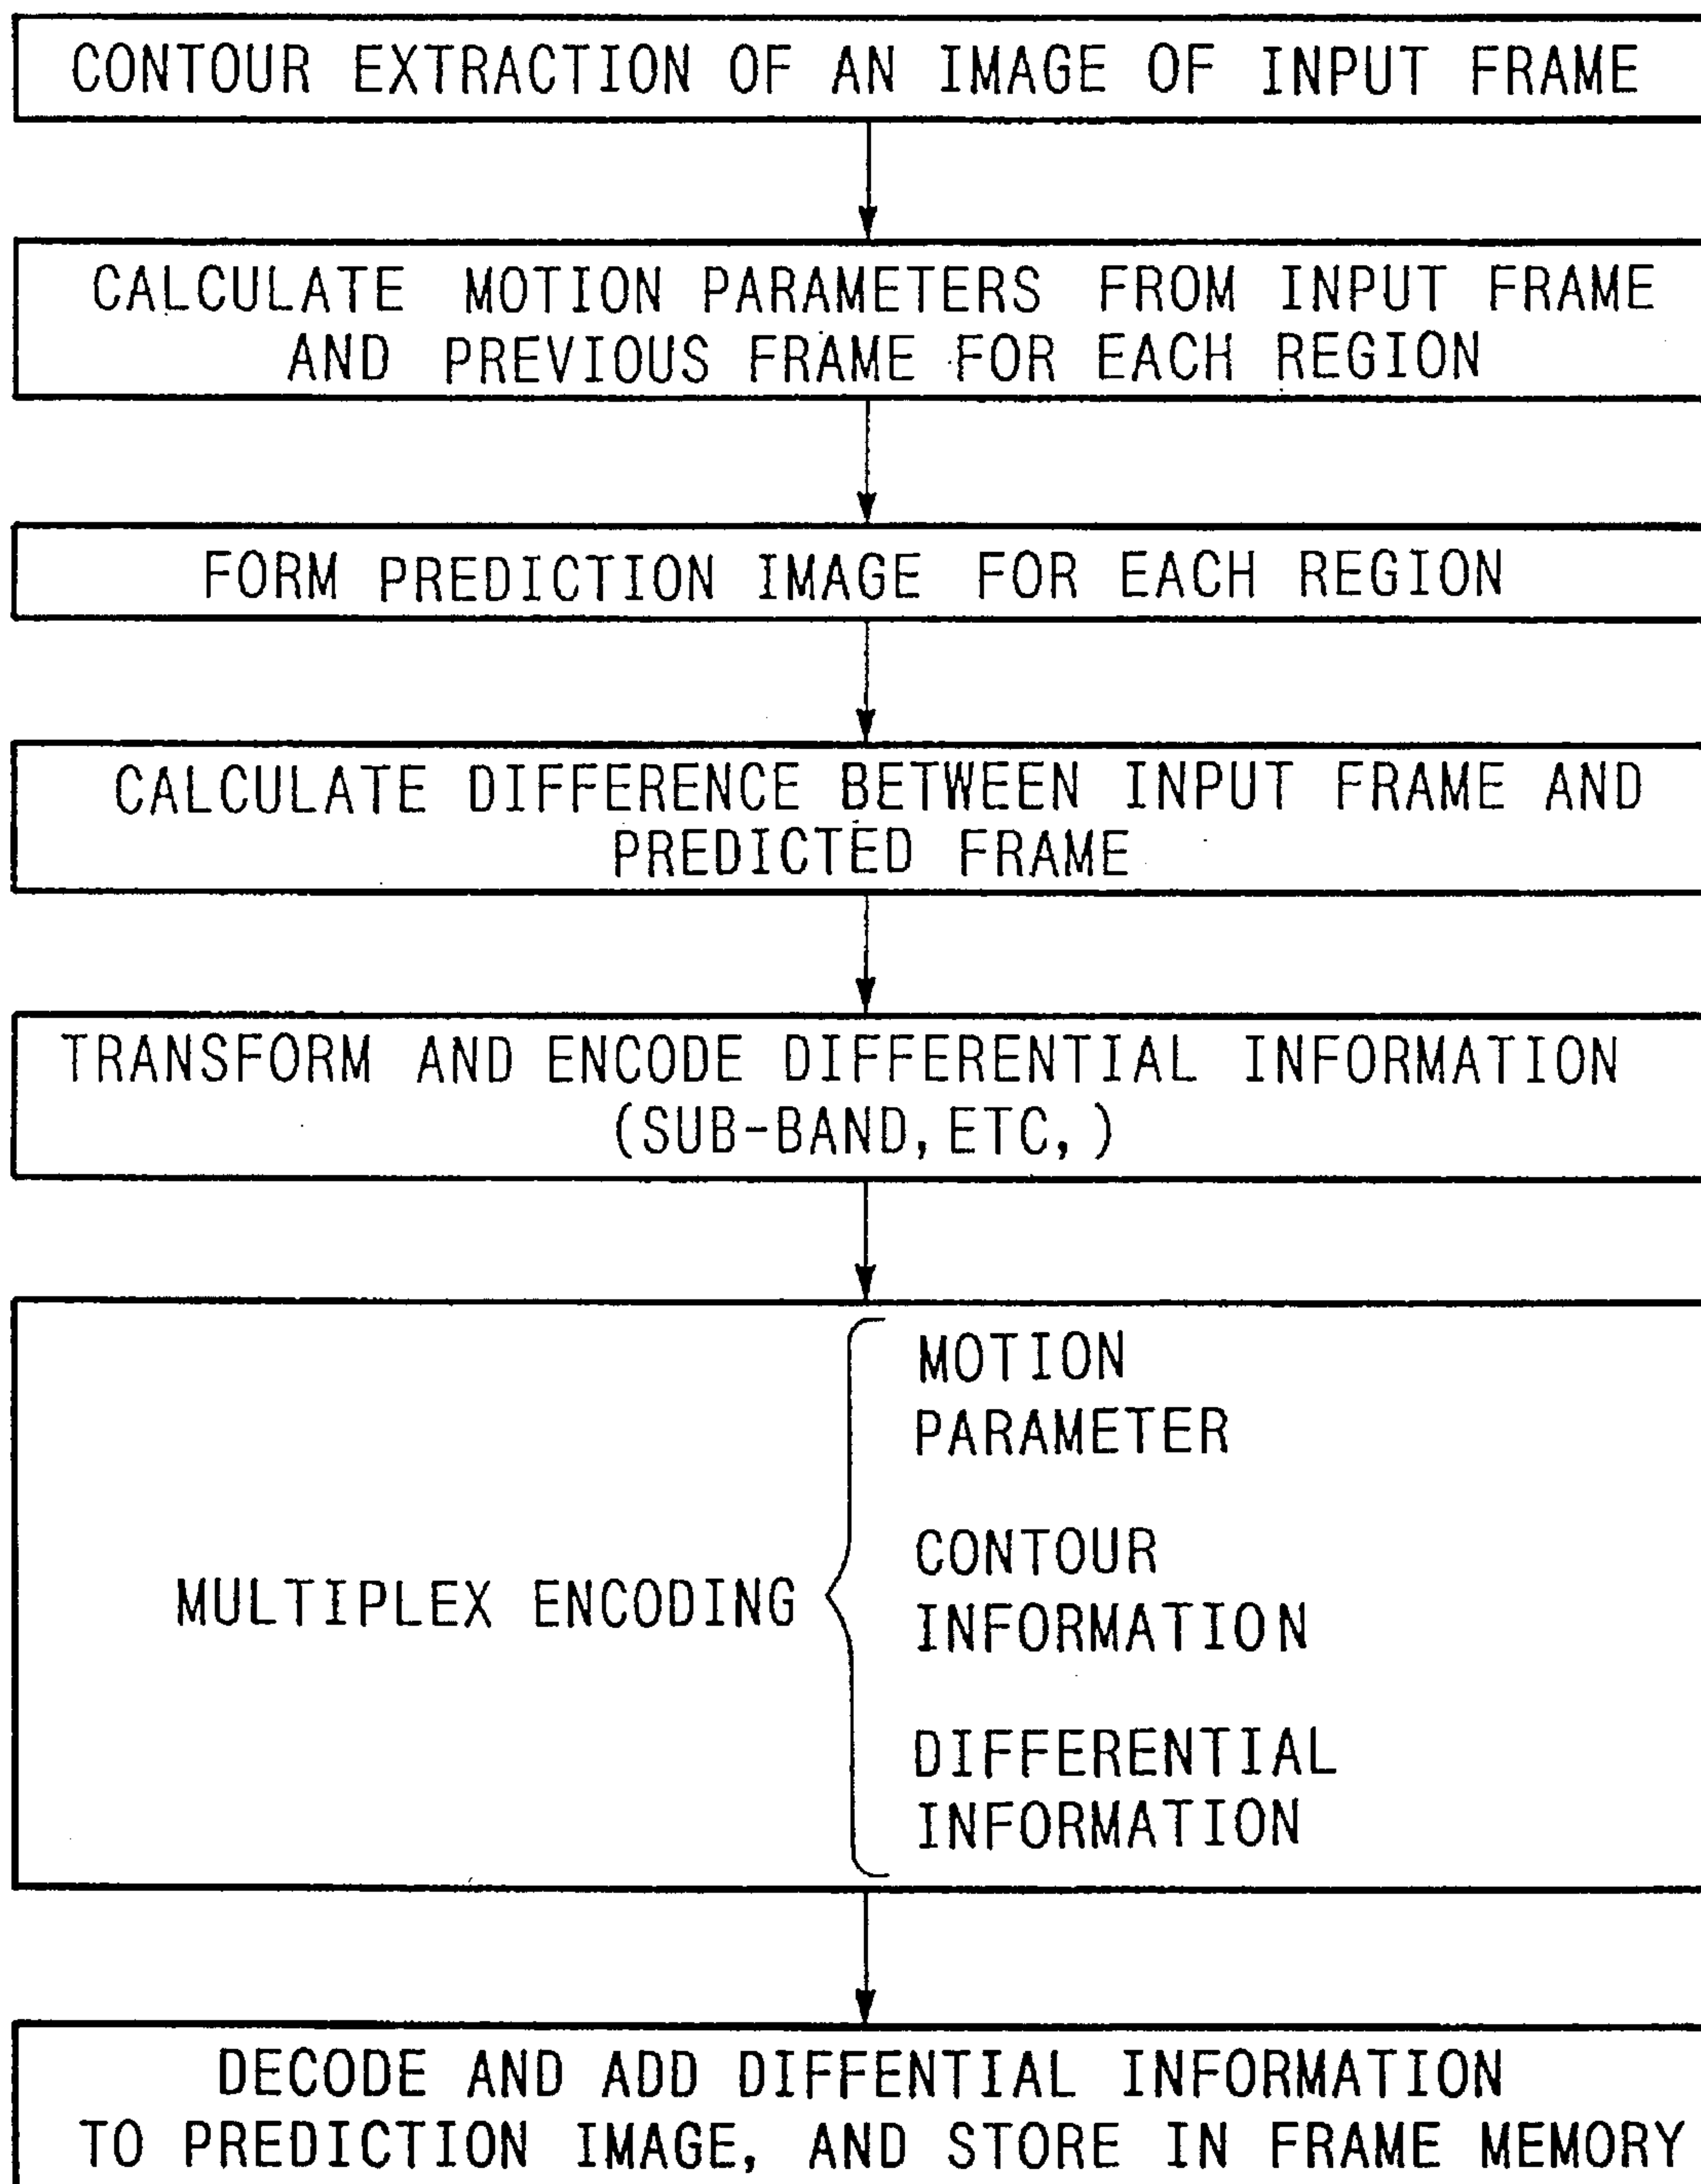 CONTOUR EXTRACTION OF AN IMAGE OF INPUT FRAME
CALCULATE MOTION PARAMETERS FROM INPUT FRAME
AND PREVIOUS FRAME FOR EACH REGION
FORM PREDICTION IMAGE FOR EACH REGION
CALCULATE DIFFERENCE BETWEEN INPUT FRAME AND
PREDICTED FRAME
TRANSFORM AND ENCODE DIFFERENTIAL INFORMATION
(SUB-BAND, ETC, )
MULTIPLEX ENCODING
MOTION
PARAMETER
CONTOUR
INFORMATION
DIFFERENTIAL
INFORMATION
DECODE AND ADD DIFFENTIAL INFORMATION
TO PREDICTION IMAGE, AND STORE IN FRAME MEMORY